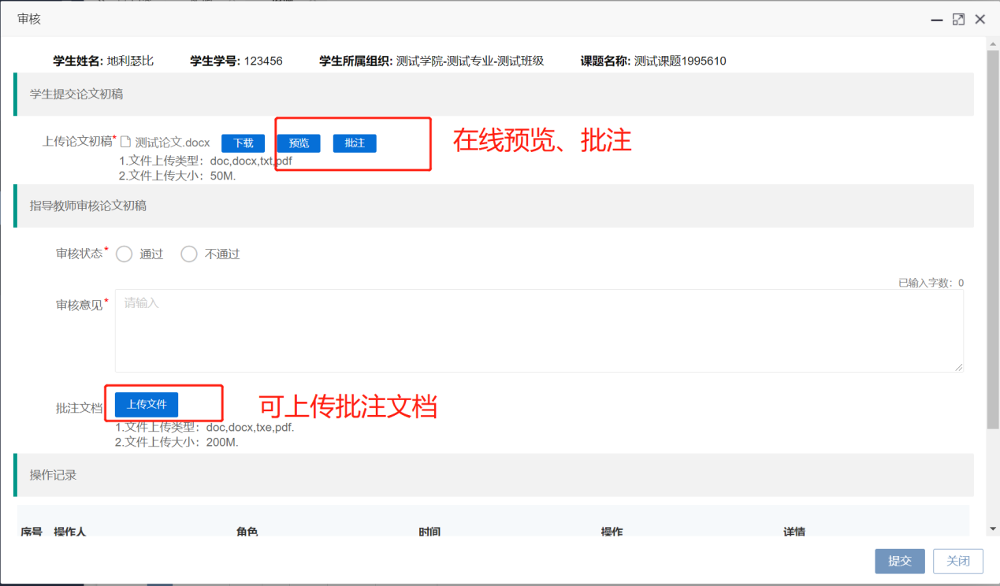 审核
学生姓名: 地利瑟比 学生学号: 123456 学生所属组织: 测试学院-测试专业-测试班级 课题名称: 测试课题1995610
学生提交论文初稿
上传论文初稿* 测试论文.docx 下载 预览 批注 在线预览、批注
1.文件上传类型：doc,docx,txt,pdf
2.文件上传大小：50M.
指导教师审核论文初稿
审核状态* 通过 不通过
已输入字数：0
审核意见* 请输入
批注文档 上传文件 可上传批注文档
1.文件上传类型：doc,docx,txe,pdf.
2.文件上传大小：200M.
操作记录
序号 操作人 角色 时间 操作 详情
提交 关闭